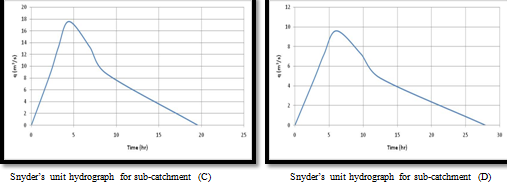 20
18
16
14
12
10
8
6
4
2
0
q (m³/s)
0 5 10 15 20 25
Time (hr)
12
10
8
6
4
2
0
q (m³/s)
0 5 10 15 20 25 30
Time (hr)
Snyder's unit hydrograph for sub-catchment (C)
Snyder's unit hydrograph for sub-catchment (D)